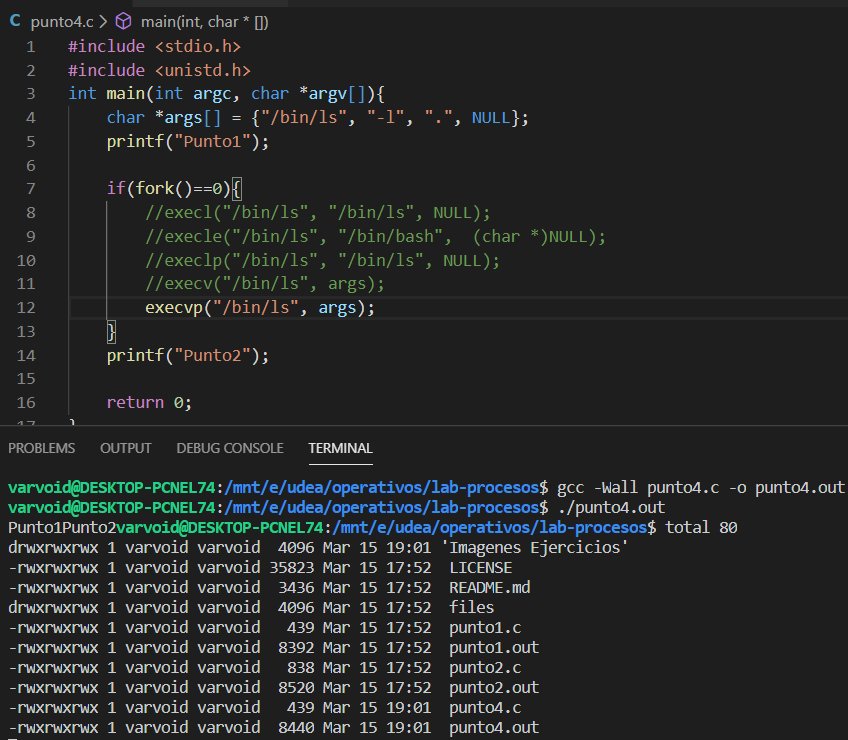 C punto4.c > main(int, char * [])
1 #include <stdio.h>
2 #include <unistd.h>
3 int main(int argc, char *argv[]){
4     char *args[] = {"/bin/ls", "-l", ".", NULL};
5     printf("Punto1");
6
7     if(fork()==0){
8         //execl("/bin/ls", "/bin/ls", NULL);
9         //execle("/bin/ls", "/bin/bash",  (char *)NULL);
10         //execlp("/bin/ls", "/bin/ls", NULL);
11         //execv("/bin/ls", args);
12         execvp("/bin/ls", args);
13     }
14     printf("Punto2");
15
16     return 0;
17 }
PROBLEMS OUTPUT DEBUG CONSOLE TERMINAL
varvoid@DESKTOP-PCNEL74:/mnt/e/udea/operativos/lab-procesos$ gcc -Wall punto4.c -o punto4.out
varvoid@DESKTOP-PCNEL74:/mnt/e/udea/operativos/lab-procesos$ ./punto4.out
Punto1Punto2varvoid@DESKTOP-PCNEL74:/mnt/e/udea/operativos/lab-procesos$ total 80
drwxrwxrwx 1 varvoid varvoid  4096 Mar 15 19:01 'Imagenes Ejercicios'
-rwxrwxrwx 1 varvoid varvoid 35823 Mar 15 17:52  LICENSE
-rwxrwxrwx 1 varvoid varvoid  3436 Mar 15 17:52  README.md
drwxrwxrwx 1 varvoid varvoid  4096 Mar 15 17:52  files
-rwxrwxrwx 1 varvoid varvoid   439 Mar 15 17:52  punto1.c
-rwxrwxrwx 1 varvoid varvoid  8392 Mar 15 17:52  punto1.out
-rwxrwxrwx 1 varvoid varvoid   838 Mar 15 17:52  punto2.c
-rwxrwxrwx 1 varvoid varvoid  8520 Mar 15 17:52  punto2.out
-rwxrwxrwx 1 varvoid varvoid   439 Mar 15 19:01  punto4.c
-rwxrwxrwx 1 varvoid varvoid  8440 Mar 15 19:01  punto4.out